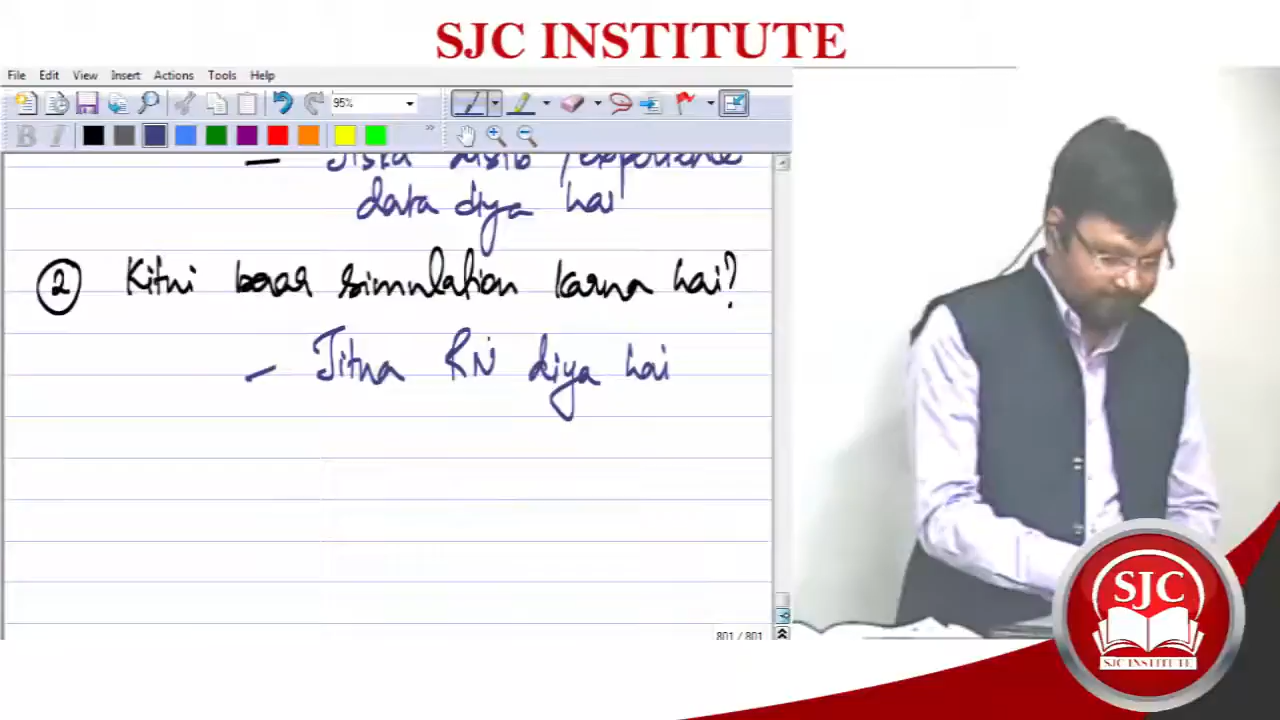 SJC INSTITUTE
File Edit View Insert Actions Tools Help
95%
B I
data diya hai
② Kitni baar simulation karna hai?
– Jitna RN diya hai
801 / 801
SJC
SJC INSTITUTE